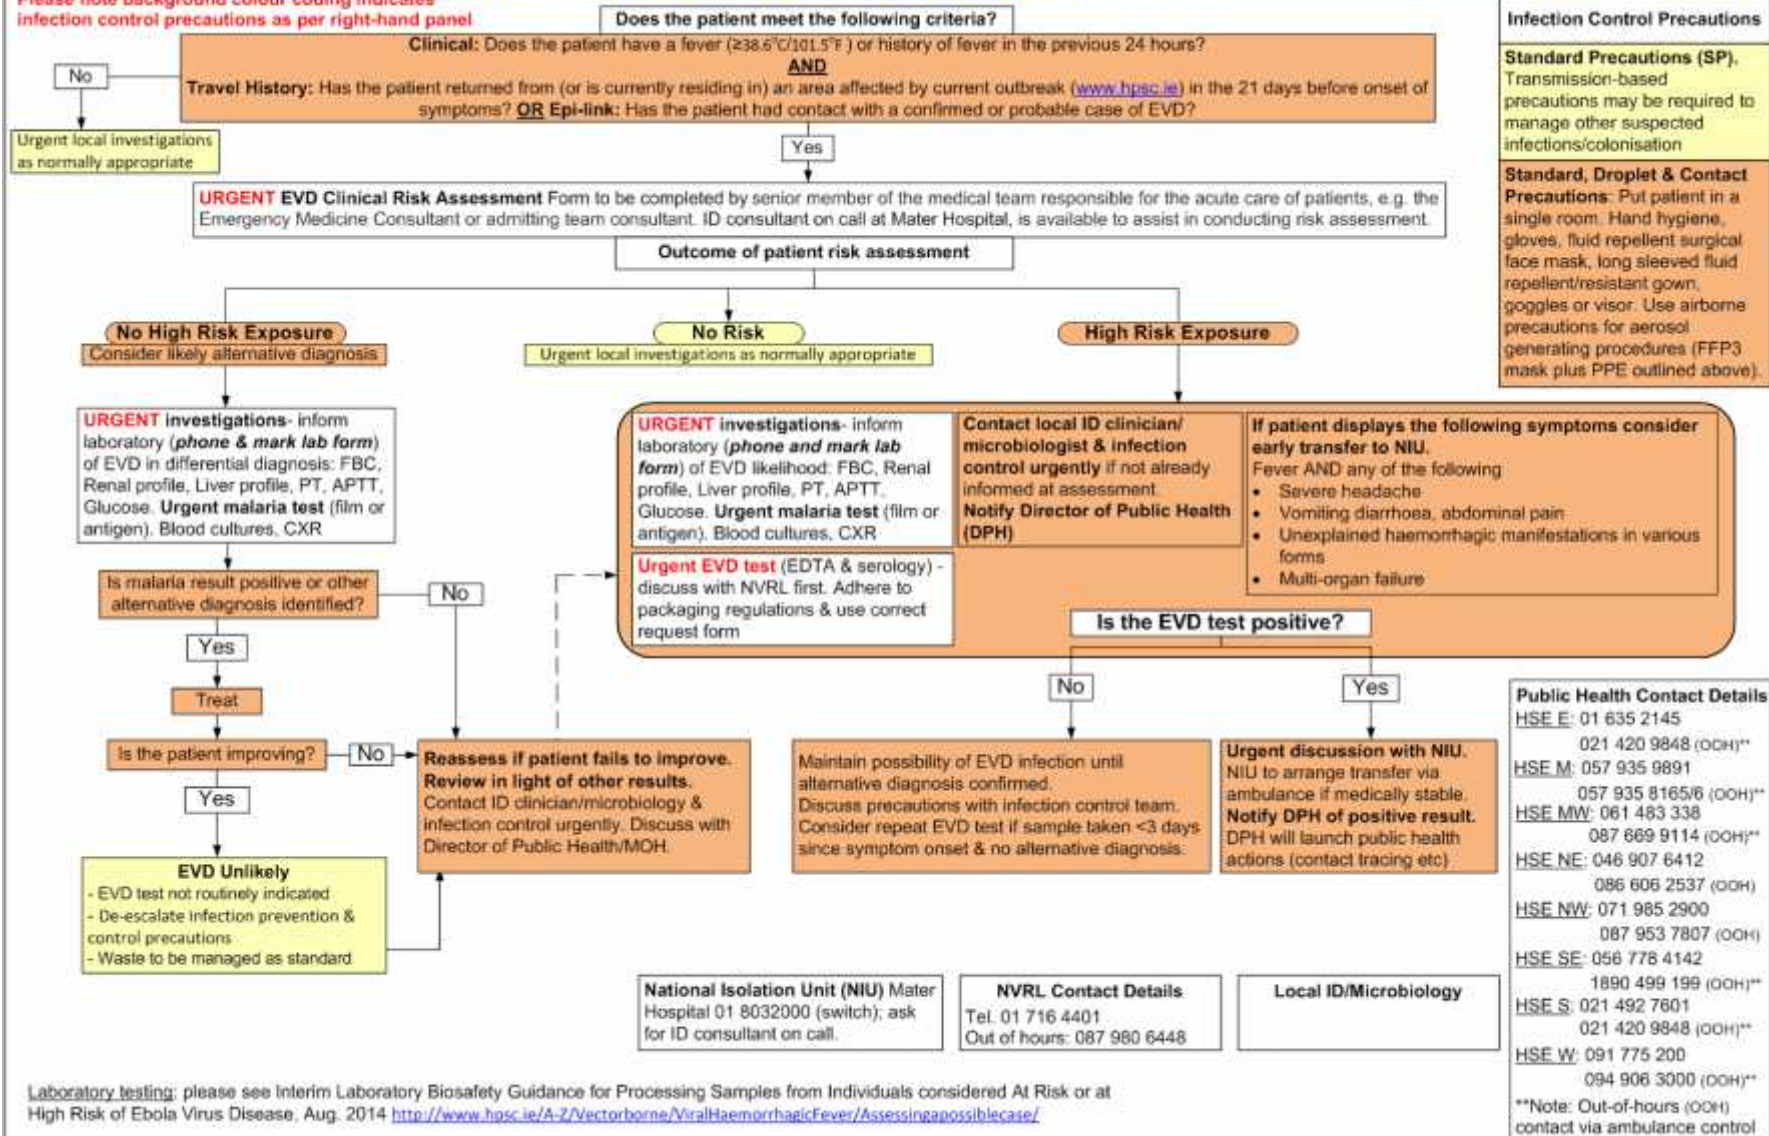 Please note background colour coding indicates
infection control precautions as per right-hand panel
Does the patient meet the following criteria?
Clinical: Does the patient have a fever (≥38.6°C/101.5°F ) or history of fever in the previous 24 hours?
AND
Travel History: Has the patient returned from (or is currently residing in) an area affected by current outbreak (www.hpsc.ie) in the 21 days before onset of
symptoms? OR Epi-link: Has the patient had contact with a confirmed or probable case of EVD?
No
Urgent local investigations
as normally appropriate
Yes
URGENT EVD Clinical Risk Assessment Form to be completed by senior member of the medical team responsible for the acute care of patients, e.g. the
Emergency Medicine Consultant or admitting team consultant. ID consultant on call at Mater Hospital, is available to assist in conducting risk assessment.
Outcome of patient risk assessment
No High Risk Exposure
Consider likely alternative diagnosis
No Risk
Urgent local investigations as normally appropriate
High Risk Exposure
URGENT investigations- inform
laboratory (phone & mark lab form)
of EVD in differential diagnosis: FBC,
Renal profile, Liver profile, PT, APTT,
Glucose. Urgent malaria test (film or
antigen). Blood cultures, CXR
Is malaria result positive or other
alternative diagnosis identified?
No
Yes
Treat
Is the patient improving?
No
Yes
EVD Unlikely
- EVD test not routinely indicated
- De-escalate infection prevention &
control precautions
- Waste to be managed as standard
Reassess if patient fails to improve.
Review in light of other results.
Contact ID clinician/microbiology &
infection control urgently. Discuss with
Director of Public Health/MOH.
URGENT investigations- inform
laboratory (phone and mark lab
form) of EVD likelihood: FBC, Renal
profile, Liver profile, PT, APTT,
Glucose. Urgent malaria test (film or
antigen). Blood cultures, CXR
Urgent EVD test (EDTA & serology) -
discuss with NVRL first. Adhere to
packaging regulations & use correct
request form
Contact local ID clinician/
microbiologist & infection
control urgently if not already
informed at assessment.
Notify Director of Public Health
(DPH)
If patient displays the following symptoms consider
early transfer to NIU.
Fever AND any of the following
• Severe headache
• Vomiting diarrhoea, abdominal pain
• Unexplained haemorrhagic manifestations in various
forms
• Multi-organ failure
Is the EVD test positive?
No
Yes
Maintain possibility of EVD infection until
alternative diagnosis confirmed.
Discuss precautions with infection control team.
Consider repeat EVD test if sample taken <3 days
since symptom onset & no alternative diagnosis.
Urgent discussion with NIU.
NIU to arrange transfer via
ambulance if medically stable.
Notify DPH of positive result.
DPH will launch public health
actions (contact tracing etc)
National Isolation Unit (NIU) Mater
Hospital 01 8032000 (switch); ask
for ID consultant on call.
NVRL Contact Details
Tel. 01 716 4401
Out of hours: 087 980 6448
Local ID/Microbiology
Infection Control Precautions
Standard Precautions (SP).
Transmission-based
precautions may be required to
manage other suspected
infections/colonisation
Standard, Droplet & Contact
Precautions: Put patient in a
single room. Hand hygiene,
gloves, fluid repellent surgical
face mask, long sleeved fluid
repellent/resistant gown,
goggles or visor. Use airborne
precautions for aerosol
generating procedures (FFP3
mask plus PPE outlined above).
Public Health Contact Details
HSE E: 01 635 2145
021 420 9848 (OOH)**
HSE M: 057 935 9891
057 935 8165/6 (OOH)**
HSE MW: 061 483 338
087 669 9114 (OOH)**
HSE NE: 046 907 6412
086 606 2537 (OOH)
HSE NW: 071 985 2900
087 953 7807 (OOH)
HSE SE: 056 778 4142
1890 499 199 (OOH)**
HSE S: 021 492 7601
021 420 9848 (OOH)**
HSE W: 091 775 200
094 906 3000 (OOH)**
**Note: Out-of-hours (OOH)
contact via ambulance control
Laboratory testing: please see Interim Laboratory Biosafety Guidance for Processing Samples from Individuals considered At Risk or at
High Risk of Ebola Virus Disease, Aug. 2014 http://www.hpsc.ie/A-Z/Vectorborne/ViralHaemorrhagicFever/Assessingapossiblecase/